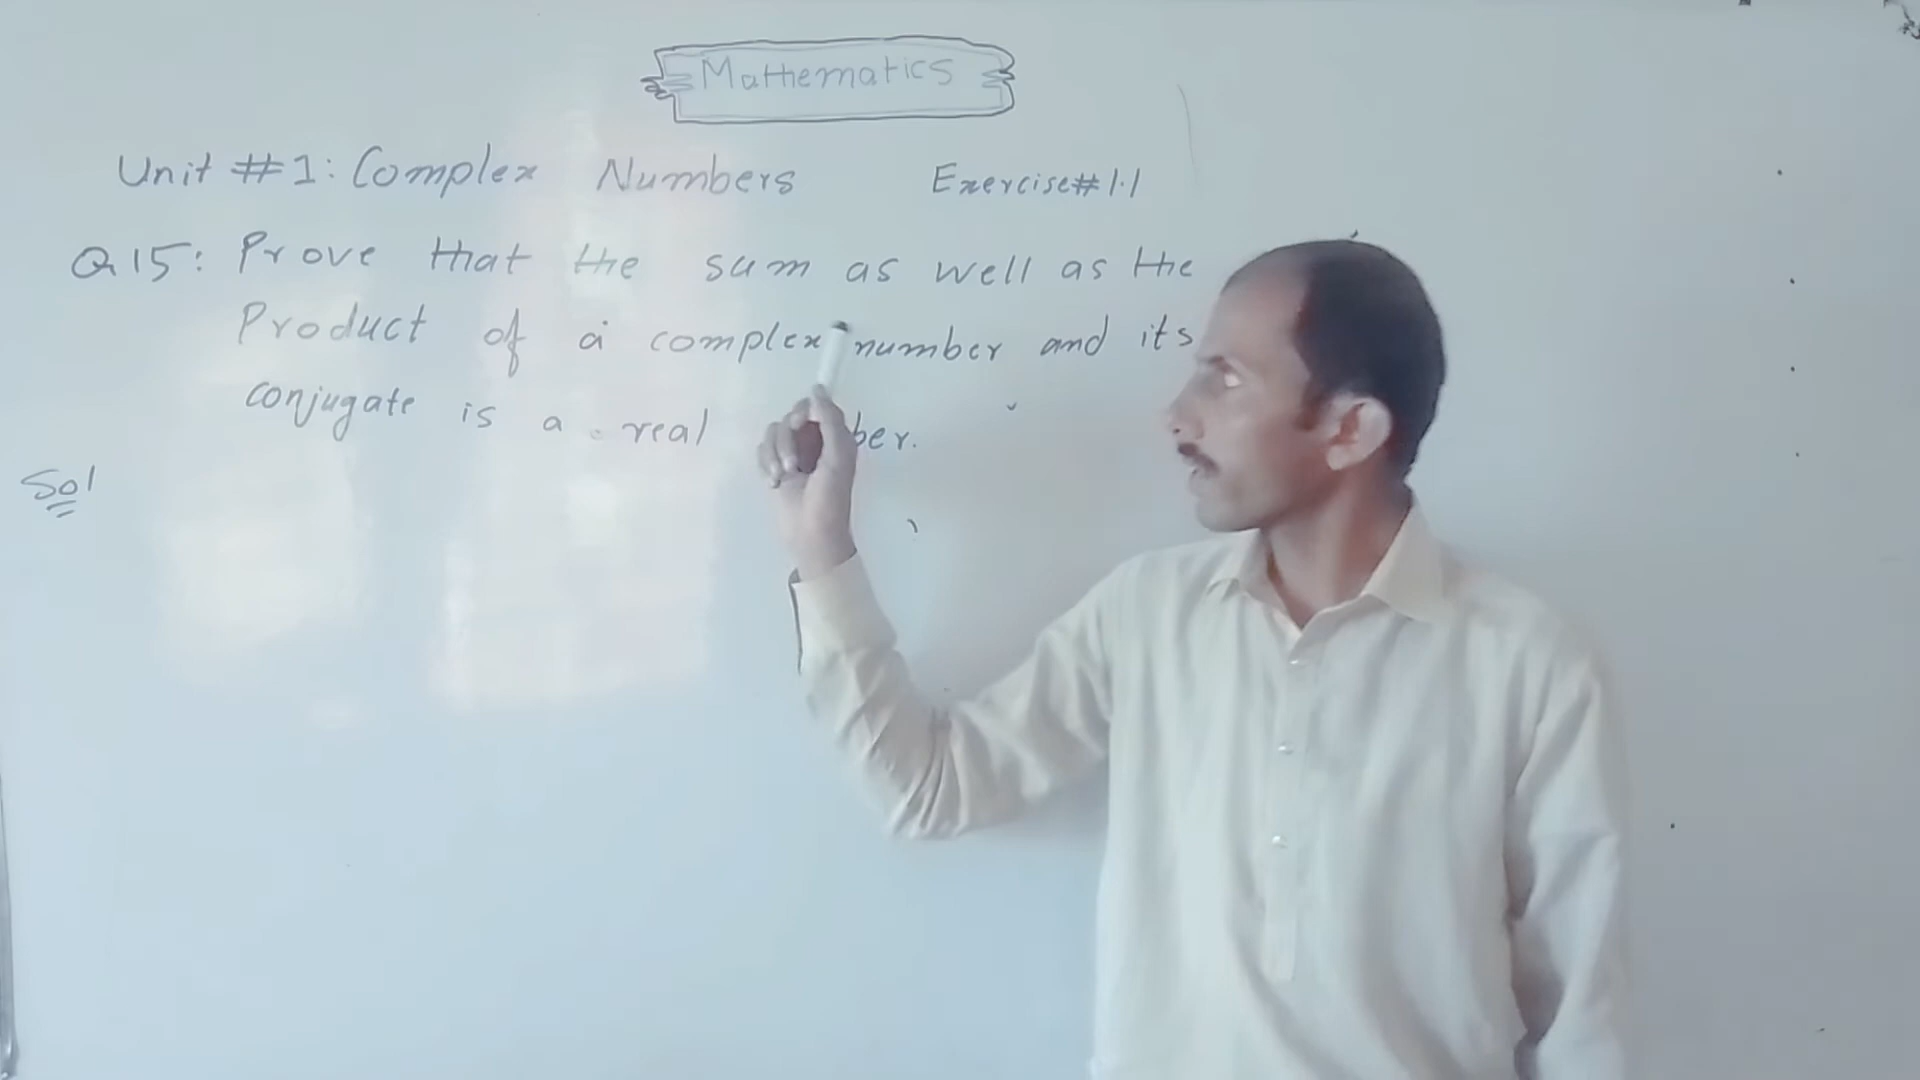 Mathematics
Unit #1: Complex Numbers Exercise#1.1
Q15: Prove that the sum as well as the
Product of a complex number and its
conjugate is a real ber.
Sol